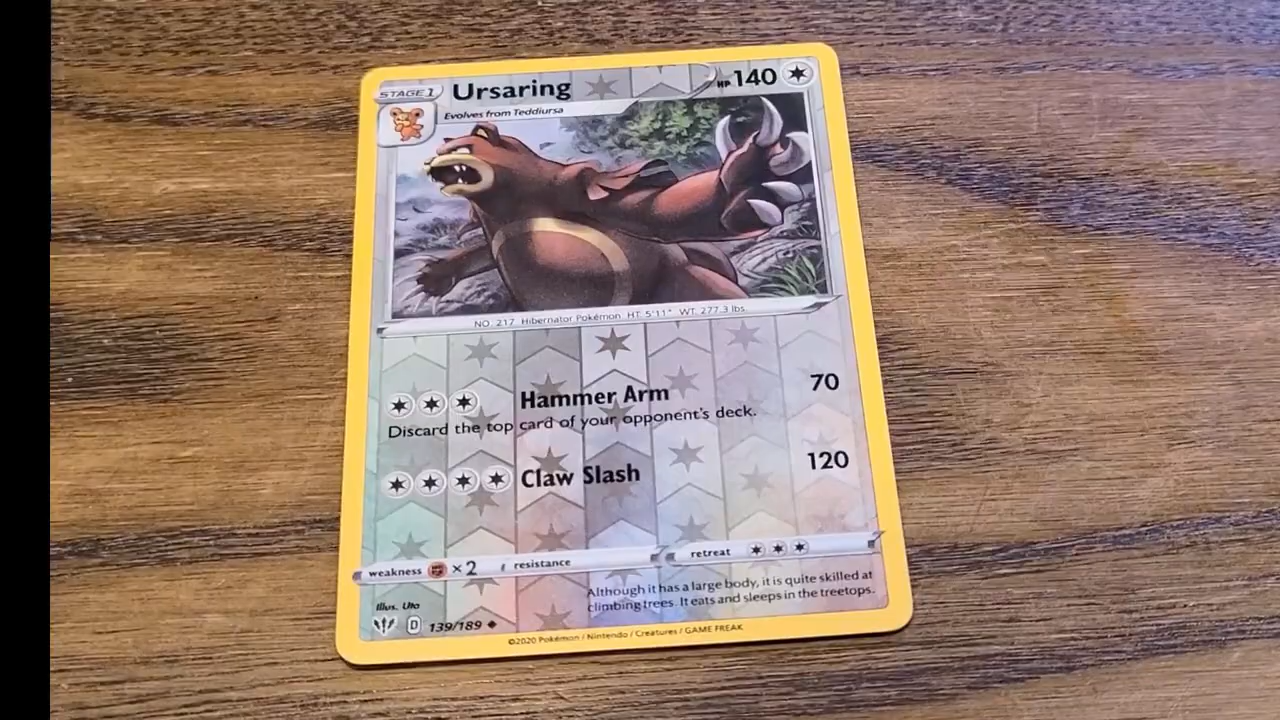 STAGE 1 Ursaring HP 140
Evolves from Teddiursa
NO. 217 Hibernator Pokémon HT: 5'11" WT: 277.3 lbs.
Hammer Arm 70
Discard the top card of your opponent's deck.
Claw Slash 120
weakness ×2 resistance retreat
Although it has a large body, it is quite skilled at
climbing trees. It eats and sleeps in the treetops.
Illus. Uta
D 139/189
©2020 Pokémon / Nintendo / Creatures / GAME FREAK